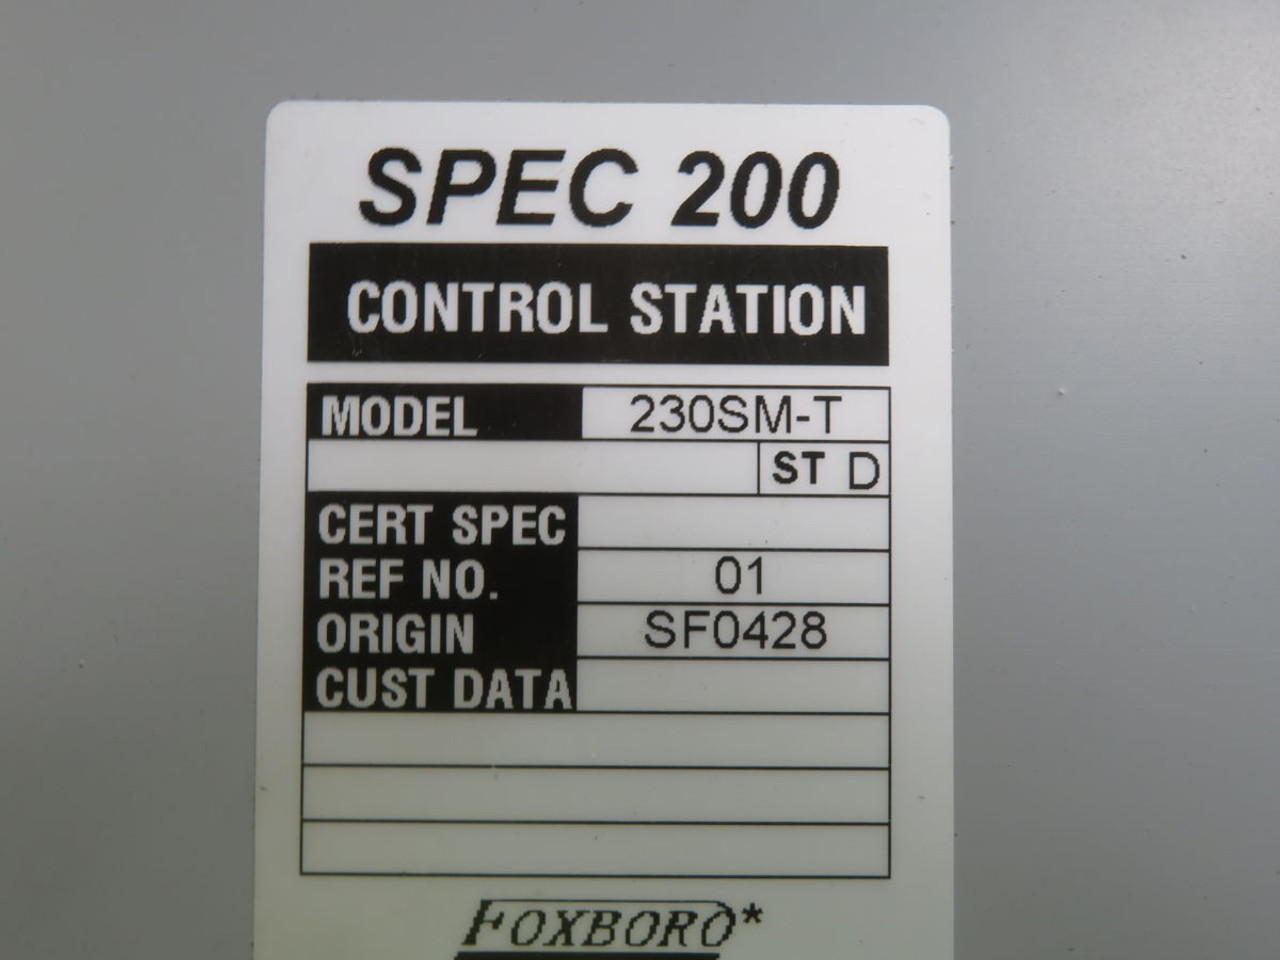 SPEC 200
CONTROL STATION
MODEL 230SM-T
ST D
CERT SPEC
REF NO. 01
ORIGIN SF0428
CUST DATA
FOXBORO*